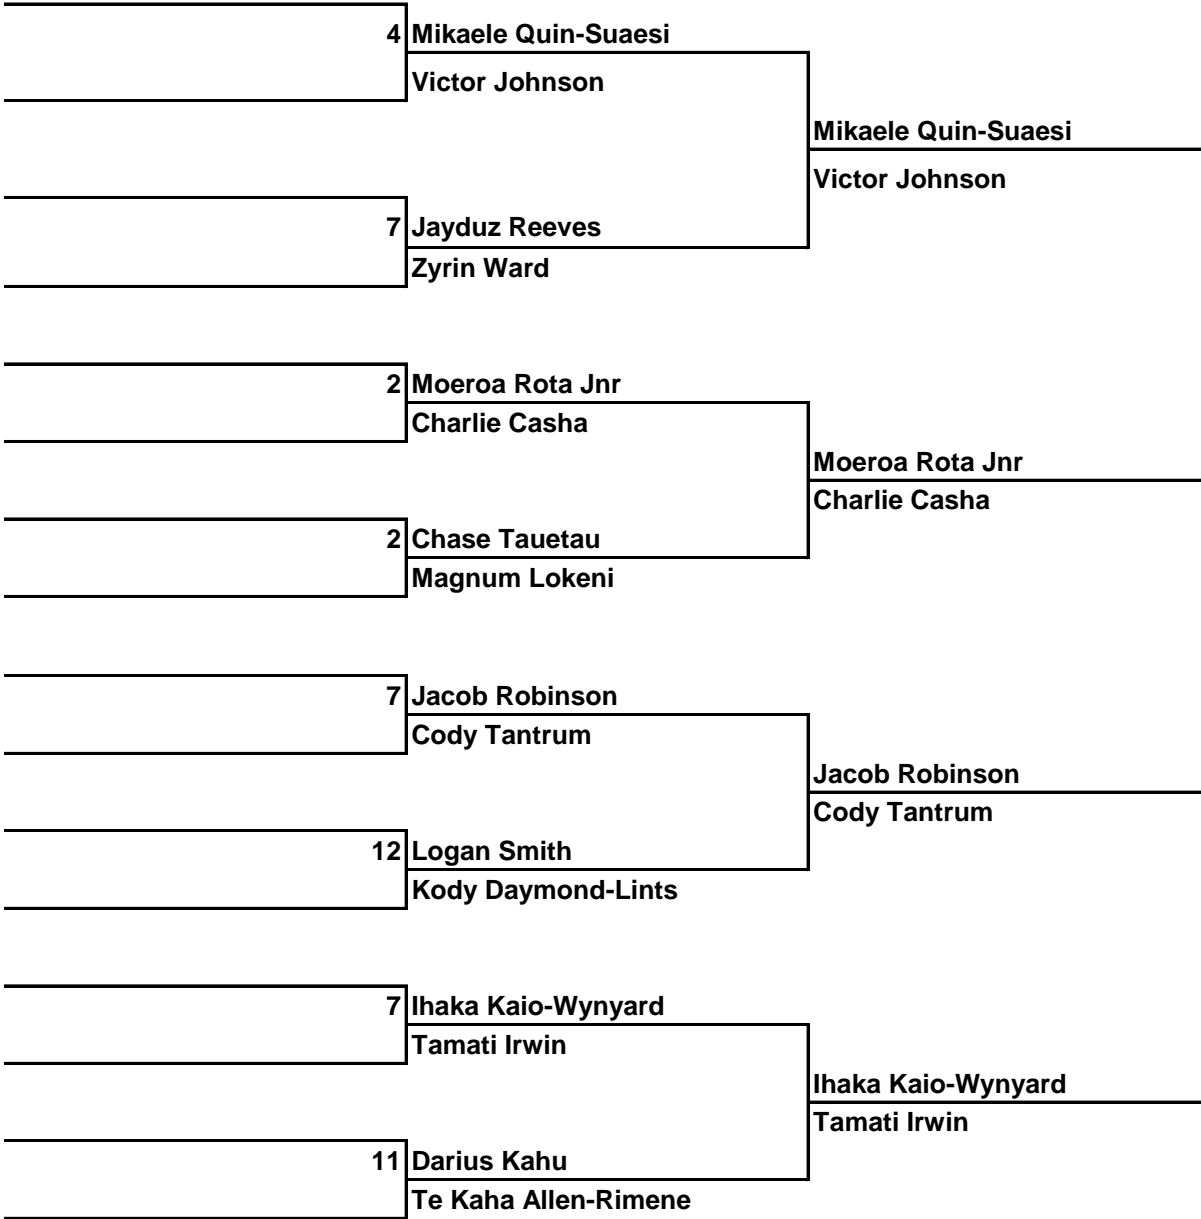 4 Mikaele Quin-Suaesi
Victor Johnson
Mikaele Quin-Suaesi
Victor Johnson
7 Jayduz Reeves
Zyrin Ward
2 Moeroa Rota Jnr
Charlie Casha
Moeroa Rota Jnr
Charlie Casha
2 Chase Tauetau
Magnum Lokeni
7 Jacob Robinson
Cody Tantrum
Jacob Robinson
Cody Tantrum
12 Logan Smith
Kody Daymond-Lints
7 Ihaka Kaio-Wynyard
Tamati Irwin
Ihaka Kaio-Wynyard
Tamati Irwin
11 Darius Kahu
Te Kaha Allen-Rimene